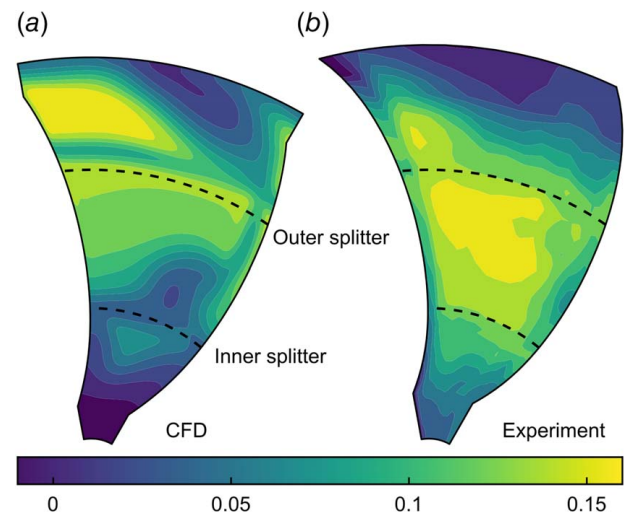 (a)
(b)
Outer splitter
Inner splitter
CFD
Experiment
0
0.05
0.1
0.15